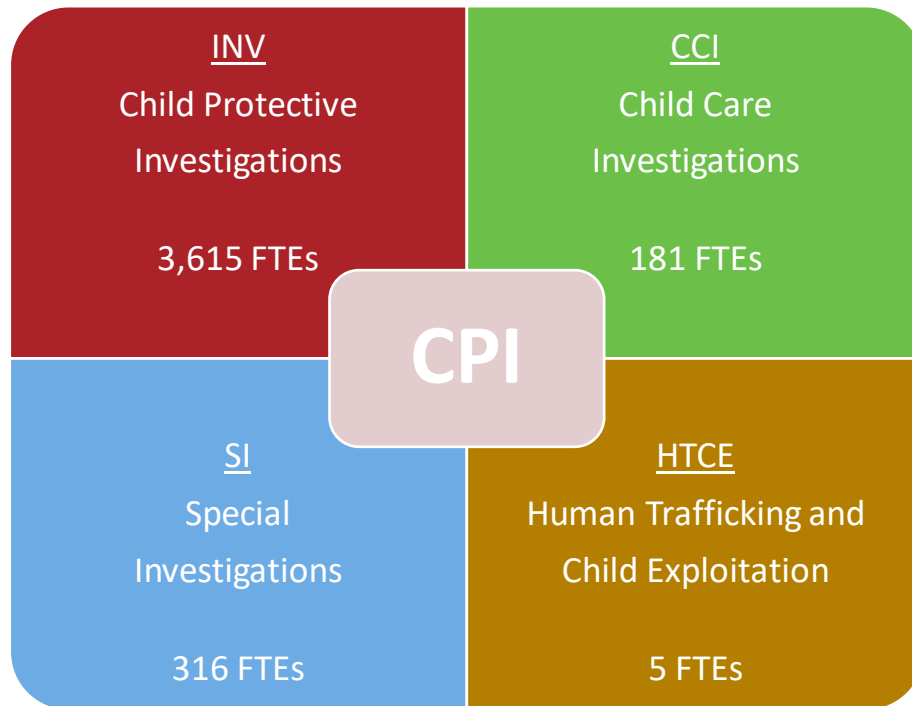 INV
Child Protective
Investigations
3,615 FTEs
CCI
Child Care
Investigations
181 FTEs
CPI
SI
Special
Investigations
316 FTEs
HTCE
Human Trafficking and
Child Exploitation
5 FTEs